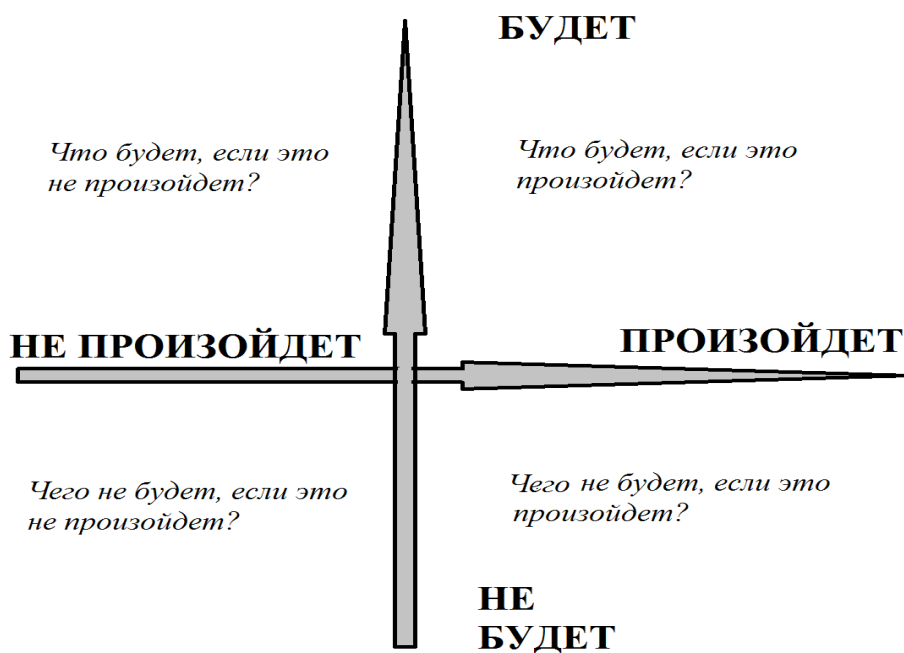 БУДЕТ
Что будет, если это
не произойдет?
Что будет, если это
произойдет?
НЕ ПРОИЗОЙДЕТ
ПРОИЗОЙДЕТ
Чего не будет, если это
не произойдет?
Чего не будет, если это
произойдет?
НЕ
БУДЕТ